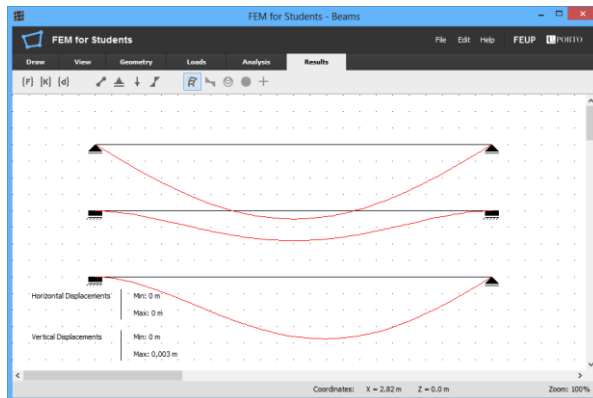 FEM for Students - Beams
FEM for Students
File Edit Help FEUP U.PORTO
Draw View Geometry Loads Analysis Results
{F} [K] {d}
Horizontal Displacements
Min: 0 m
Max: 0 m
Vertical Displacements
Min: 0 m
Max: 0,003 m
Coordinates: X = 2.82 m Z = 0.0 m Zoom: 100%